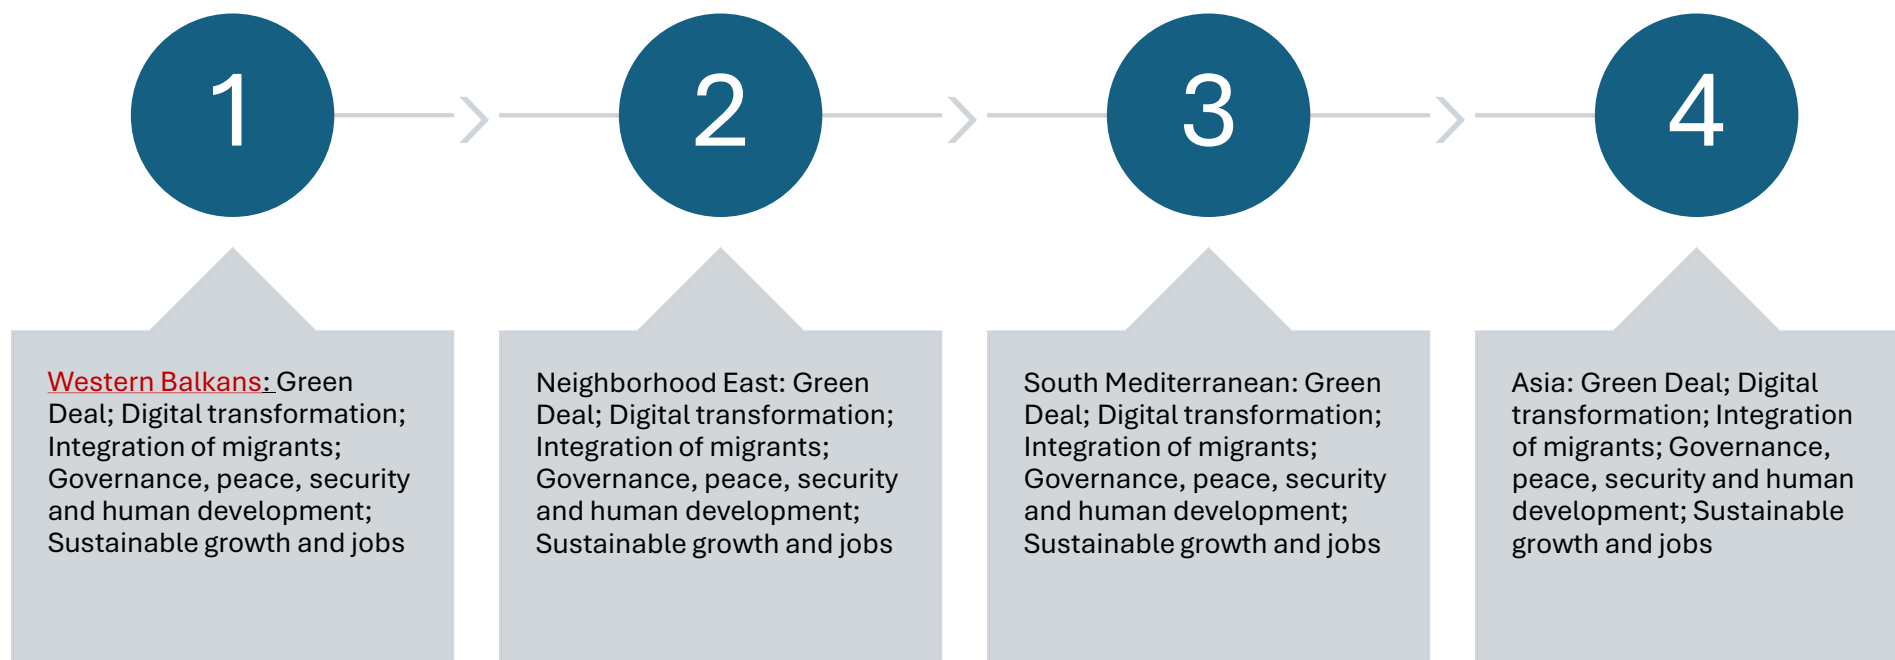 1
2
3
4
Western Balkans: Green
Deal; Digital transformation;
Integration of migrants;
Governance, peace, security
and human development;
Sustainable growth and jobs
Neighborhood East: Green
Deal; Digital transformation;
Integration of migrants;
Governance, peace, security
and human development;
Sustainable growth and jobs
South Mediterranean: Green
Deal; Digital transformation;
Integration of migrants;
Governance, peace, security
and human development;
Sustainable growth and jobs
Asia: Green Deal; Digital
transformation; Integration
of migrants; Governance,
peace, security and human
development; Sustainable
growth and jobs